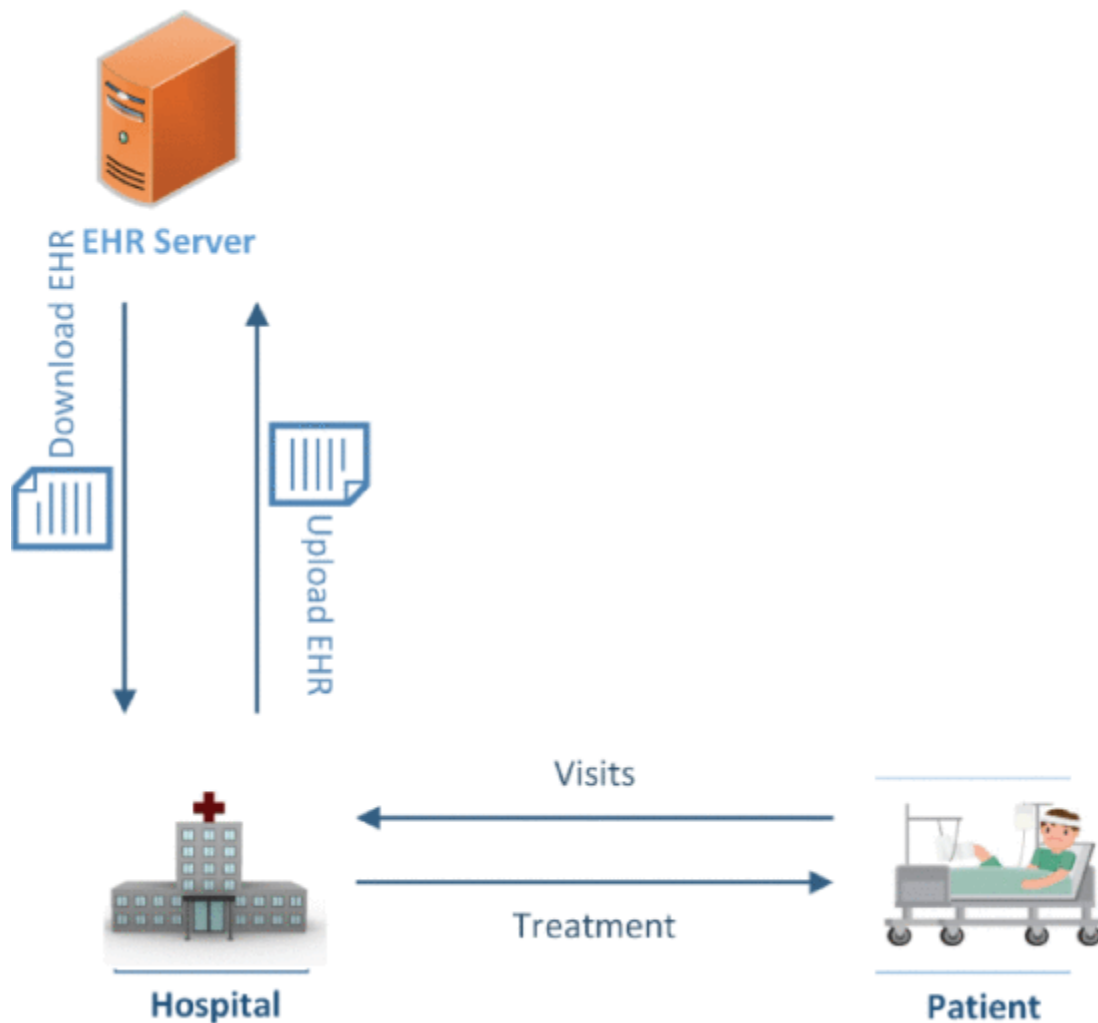 EHR Server
Download EHR
Upload EHR
Visits
Treatment
Hospital
Patient